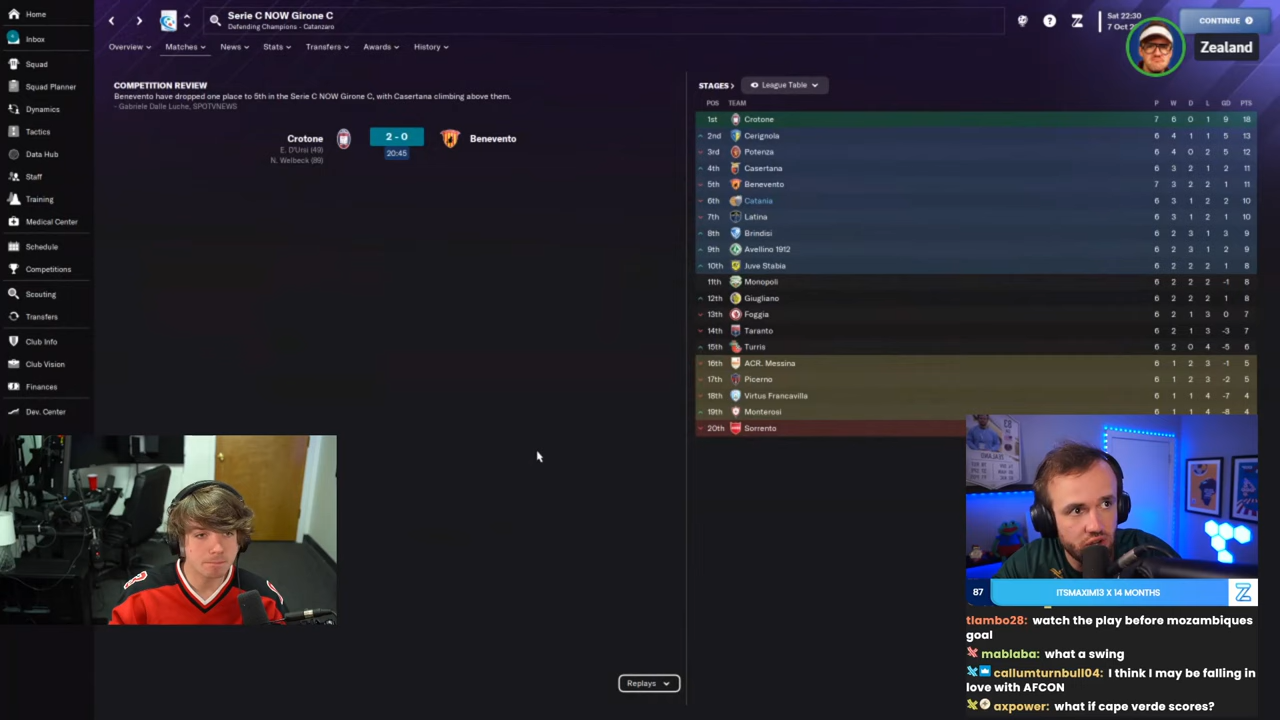 Home
Inbox
Squad
Squad Planner
Dynamics
Tactics
Data Hub
Staff
Training
Medical Center
Schedule
Competitions
Scouting
Transfers
Club Info
Club Vision
Finances
Dev. Center
Serie C NOW Girone C
Defending Champions - Catanzaro
Sat 22:30
7 Oct
CONTINUE
Zealand
Overview Matches News Stats Transfers Awards History
COMPETITION REVIEW
Benevento have dropped one place to 5th in the Serie C NOW Girone C, with Casertana climbing above them.
- Gabriele Dalle Luche, SPOTVNEWS
Crotone 2 - 0 Benevento
E. D'Ursi (49)
20:45
N. Welbeck (89)
Replays
STAGES> League Table
POS TEAM P W D L GD PTS
1st Crotone 7 6 0 1 9 18
2nd Cerignola 6 4 1 1 5 13
3rd Potenza 6 4 0 2 5 12
4th Casertana 6 3 2 1 2 11
5th Benevento 7 3 2 2 1 11
6th Catania 6 3 1 2 2 10
7th Latina 6 3 1 2 1 10
8th Brindisi 6 2 3 1 3 9
9th Avellino 1912 6 2 3 1 2 9
10th Juve Stabia 6 2 2 2 1 8
11th Monopoli 6 2 2 2 -1 8
12th Giugliano 6 2 2 2 1 8
13th Foggia 6 2 1 3 0 7
14th Taranto 6 2 1 3 -3 7
15th Turris 6 2 0 4 -5 6
16th ACR. Messina 6 1 2 3 -1 5
17th Picerno 6 1 2 3 -2 5
18th Virtus Francavilla 6 1 1 4 -7 4
19th Monterosi 6 1 1 4 -8 4
20th Sorrento
87 ITSMAXIM13 X 14 MONTHS
tlambo28: watch the play before mozambiques
goal
mablaba: what a swing
callumturnbull04: I think I may be falling in
love with AFCON
axpower: what if cape verde scores?